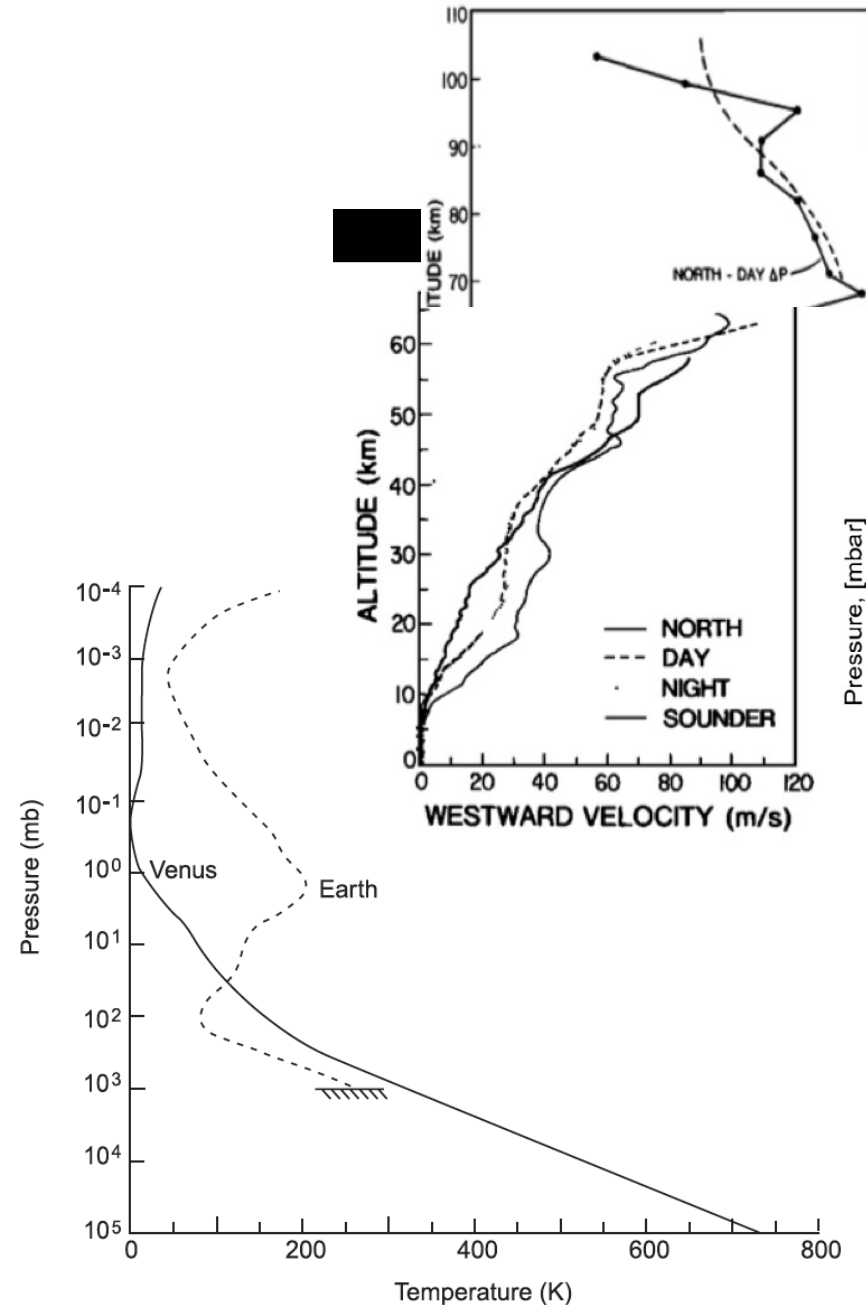 110
100
90
80
70
TUDE (km)
NORTH - DAY ΔP
60
50
40
30
20
10
0
ALTITUDE (km)
NORTH
DAY
NIGHT
SOUNDER
0 20 40 60 80 100 120
WESTWARD VELOCITY (m/s)
Pressure, [mbar]
10-4
10-3
10-2
10-1
100
101
102
103
104
105
Pressure (mb)
Venus
Earth
0 200 400 600 800
Temperature (K)